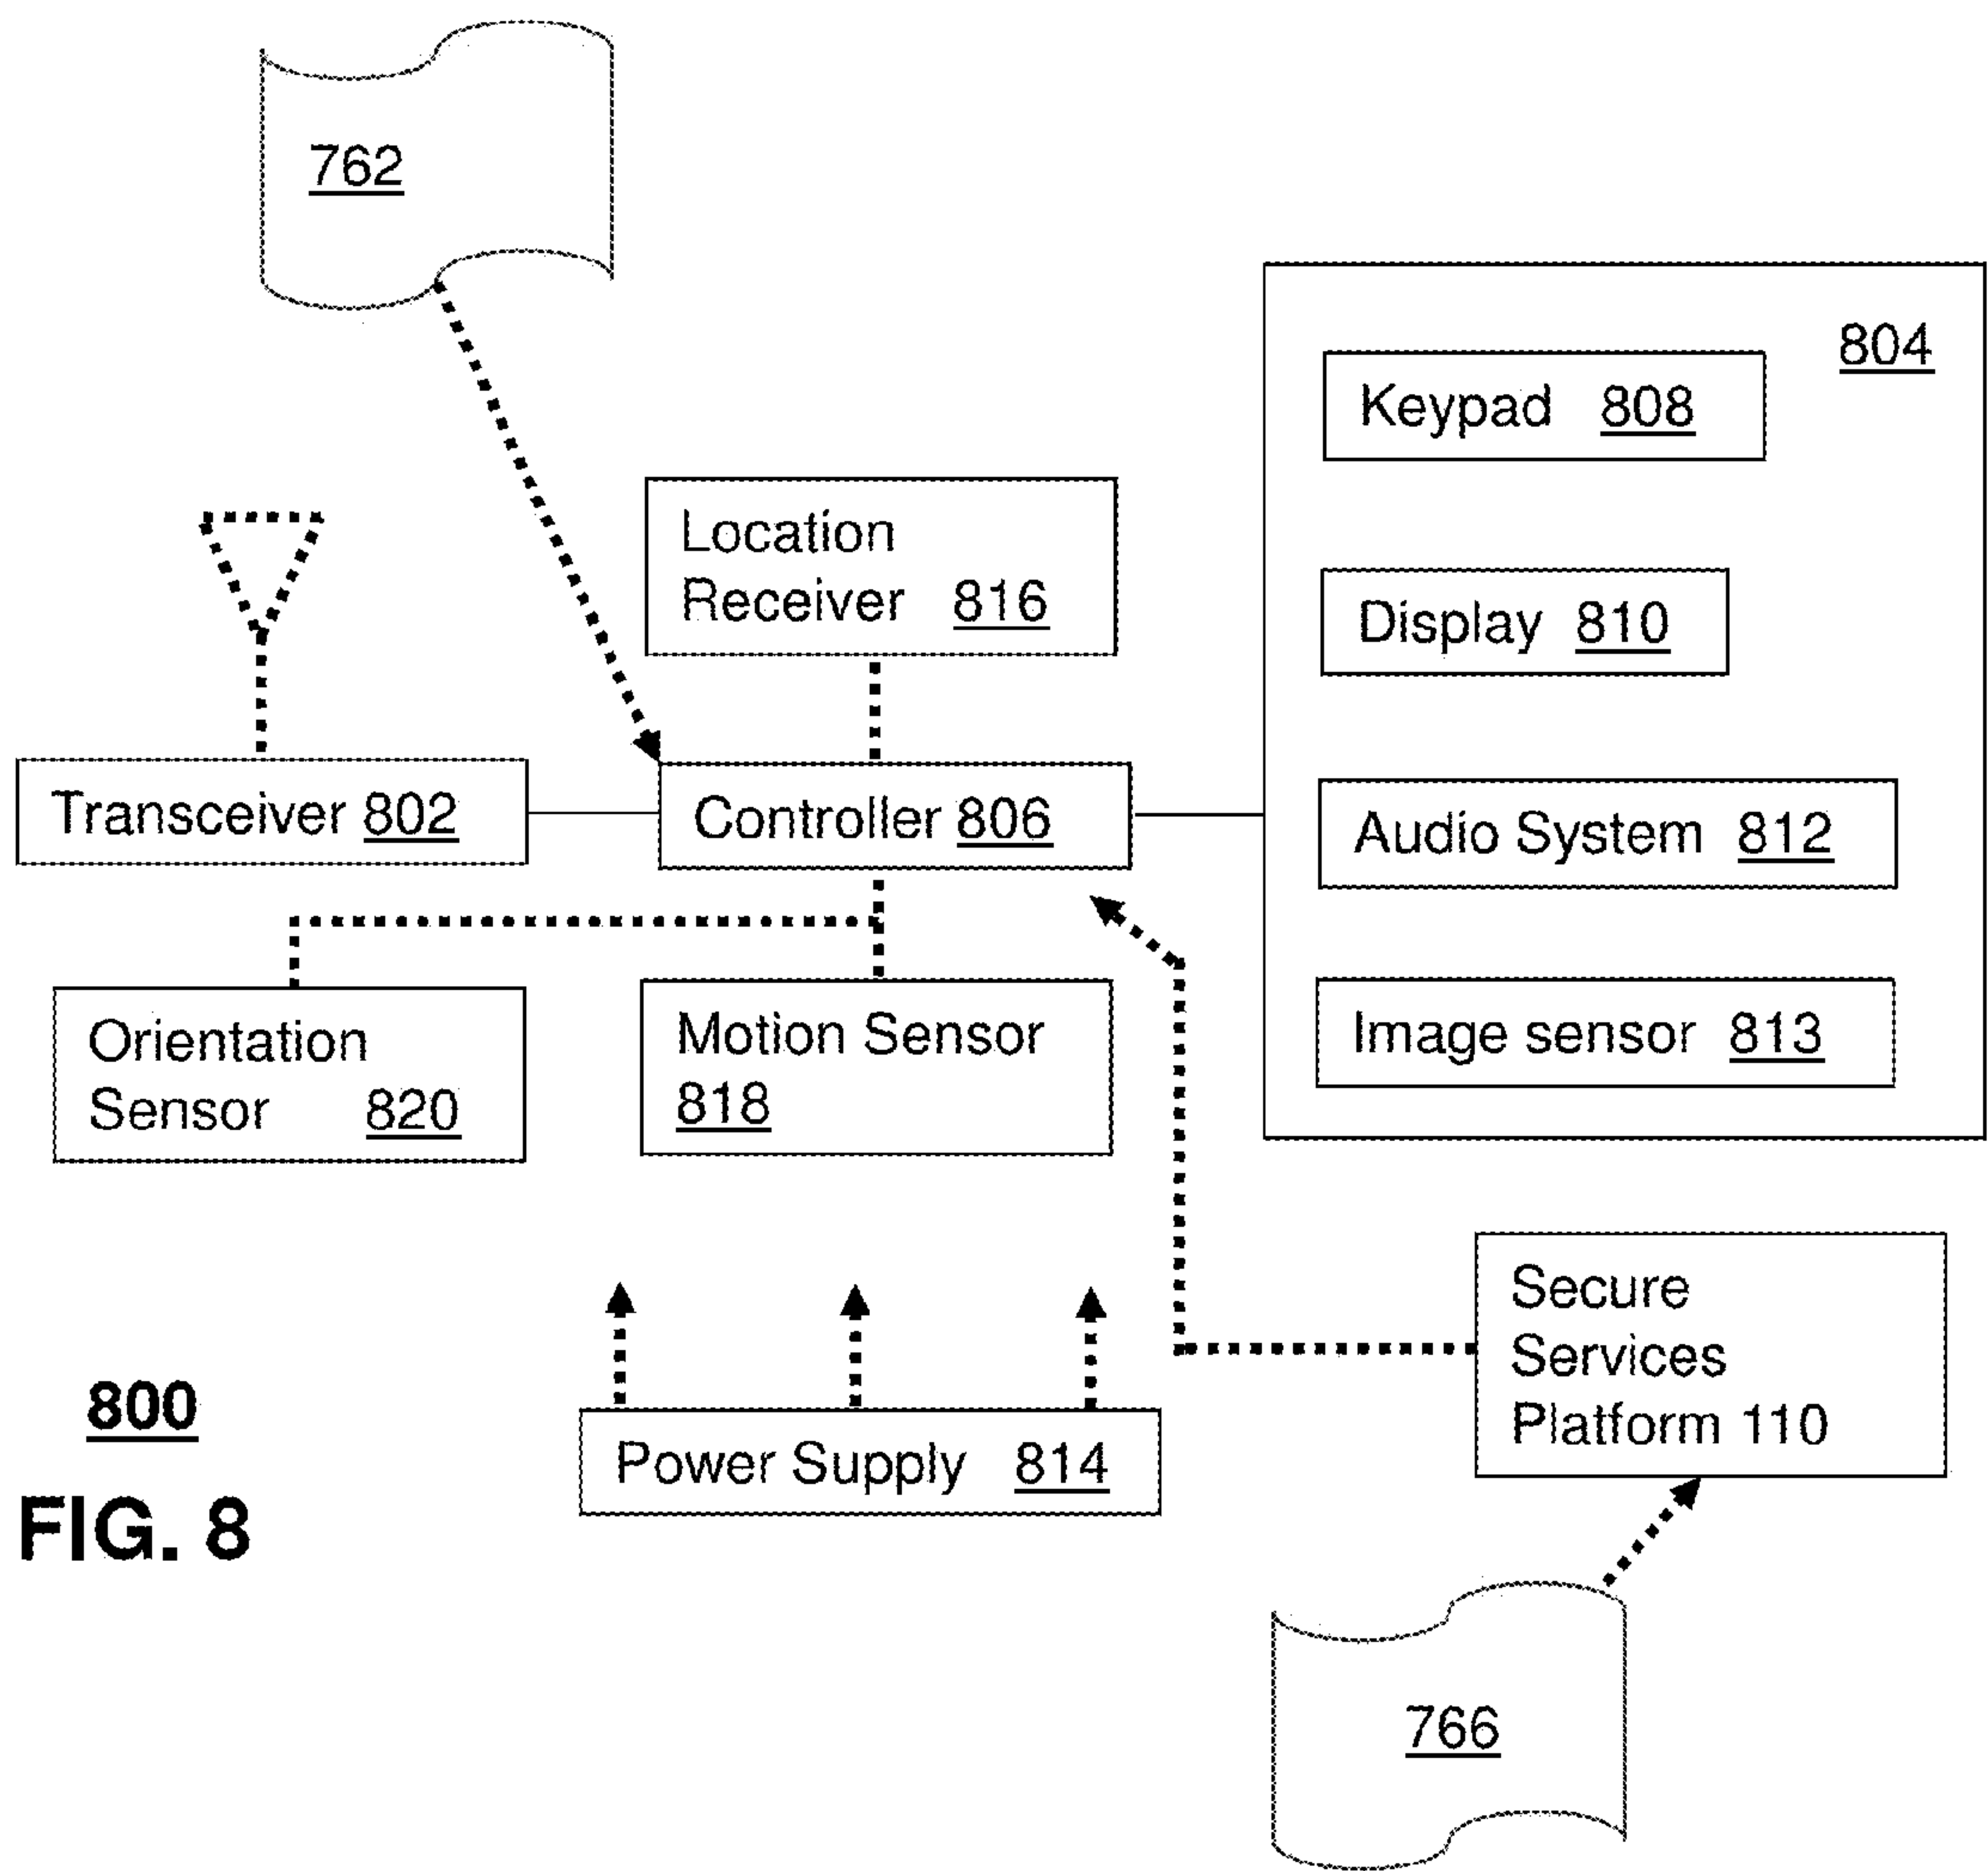 762
804
Keypad 808
Location
Receiver 816
Display 810
Transceiver 802
Controller 806
Audio System 812
Orientation
Sensor 820
Motion Sensor
818
Image sensor 813
Secure
Services
Platform 110
800
Power Supply 814
FIG. 8
766